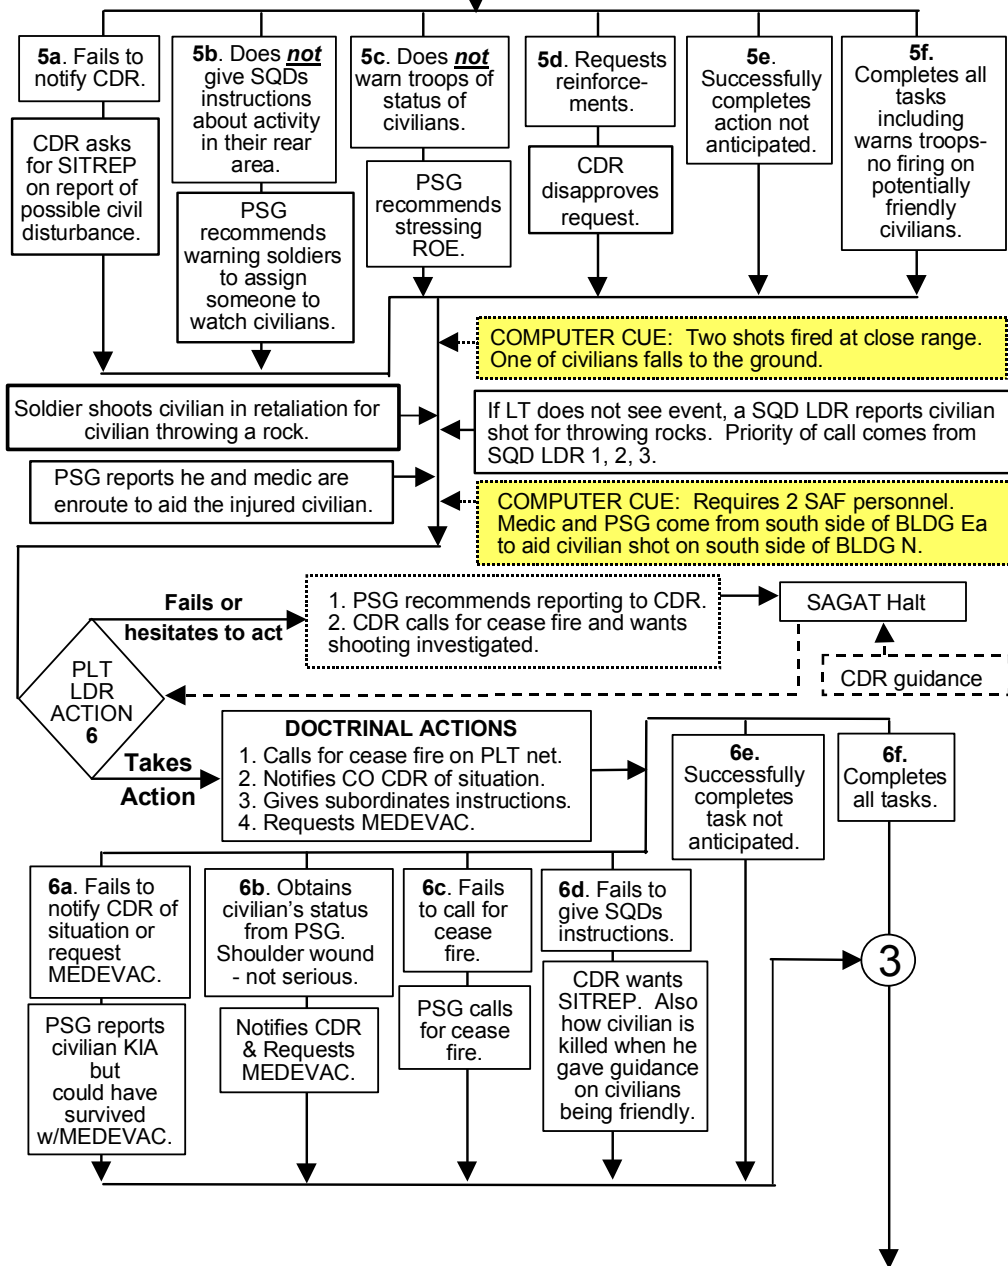 5a. Fails to
notify CDR.
CDR asks
for SITREP
on report of
possible civil
disturbance.
5b. Does not
give SQDs
instructions
about activity
in their rear
area.
PSG
recommends
warning soldiers
to assign
someone to
watch civilians.
5c. Does not
warn troops of
status of
civilians.
PSG
recommends
stressing
ROE.
5d. Requests
reinforce-
ments.
CDR
disapproves
request.
5e.
Successfully
completes
action not
anticipated.
5f.
Completes all
tasks
including
warns troops-
no firing on
potentially
friendly
civilians.
COMPUTER CUE: Two shots fired at close range.
One of civilians falls to the ground.
Soldier shoots civilian in retaliation for
civilian throwing a rock.
If LT does not see event, a SQD LDR reports civilian
shot for throwing rocks. Priority of call comes from
SQD LDR 1, 2, 3.
PSG reports he and medic are
enroute to aid the injured civilian.
COMPUTER CUE: Requires 2 SAF personnel.
Medic and PSG come from south side of BLDG Ea
to aid civilian shot on south side of BLDG N.
Fails or
hesitates to act
1. PSG recommends reporting to CDR.
2. CDR calls for cease fire and wants
shooting investigated.
SAGAT Halt
CDR guidance
PLT
LDR
ACTION
6
Takes
Action
DOCTRINAL ACTIONS
1. Calls for cease fire on PLT net.
2. Notifies CO CDR of situation.
3. Gives subordinates instructions.
4. Requests MEDEVAC.
6e.
Successfully
completes
task not
anticipated.
6f.
Completes
all tasks.
6a. Fails to
notify CDR of
situation or
request
MEDEVAC.
PSG reports
civilian KIA
but
could have
survived
w/MEDEVAC.
6b. Obtains
civilian's status
from PSG.
Shoulder wound
- not serious.
Notifies CDR
& Requests
MEDEVAC.
6c. Fails
to call for
cease
fire.
PSG calls
for cease
fire.
6d. Fails to
give SQDs
instructions.
CDR wants
SITREP. Also
how civilian is
killed when he
gave guidance
on civilians
being friendly.
3